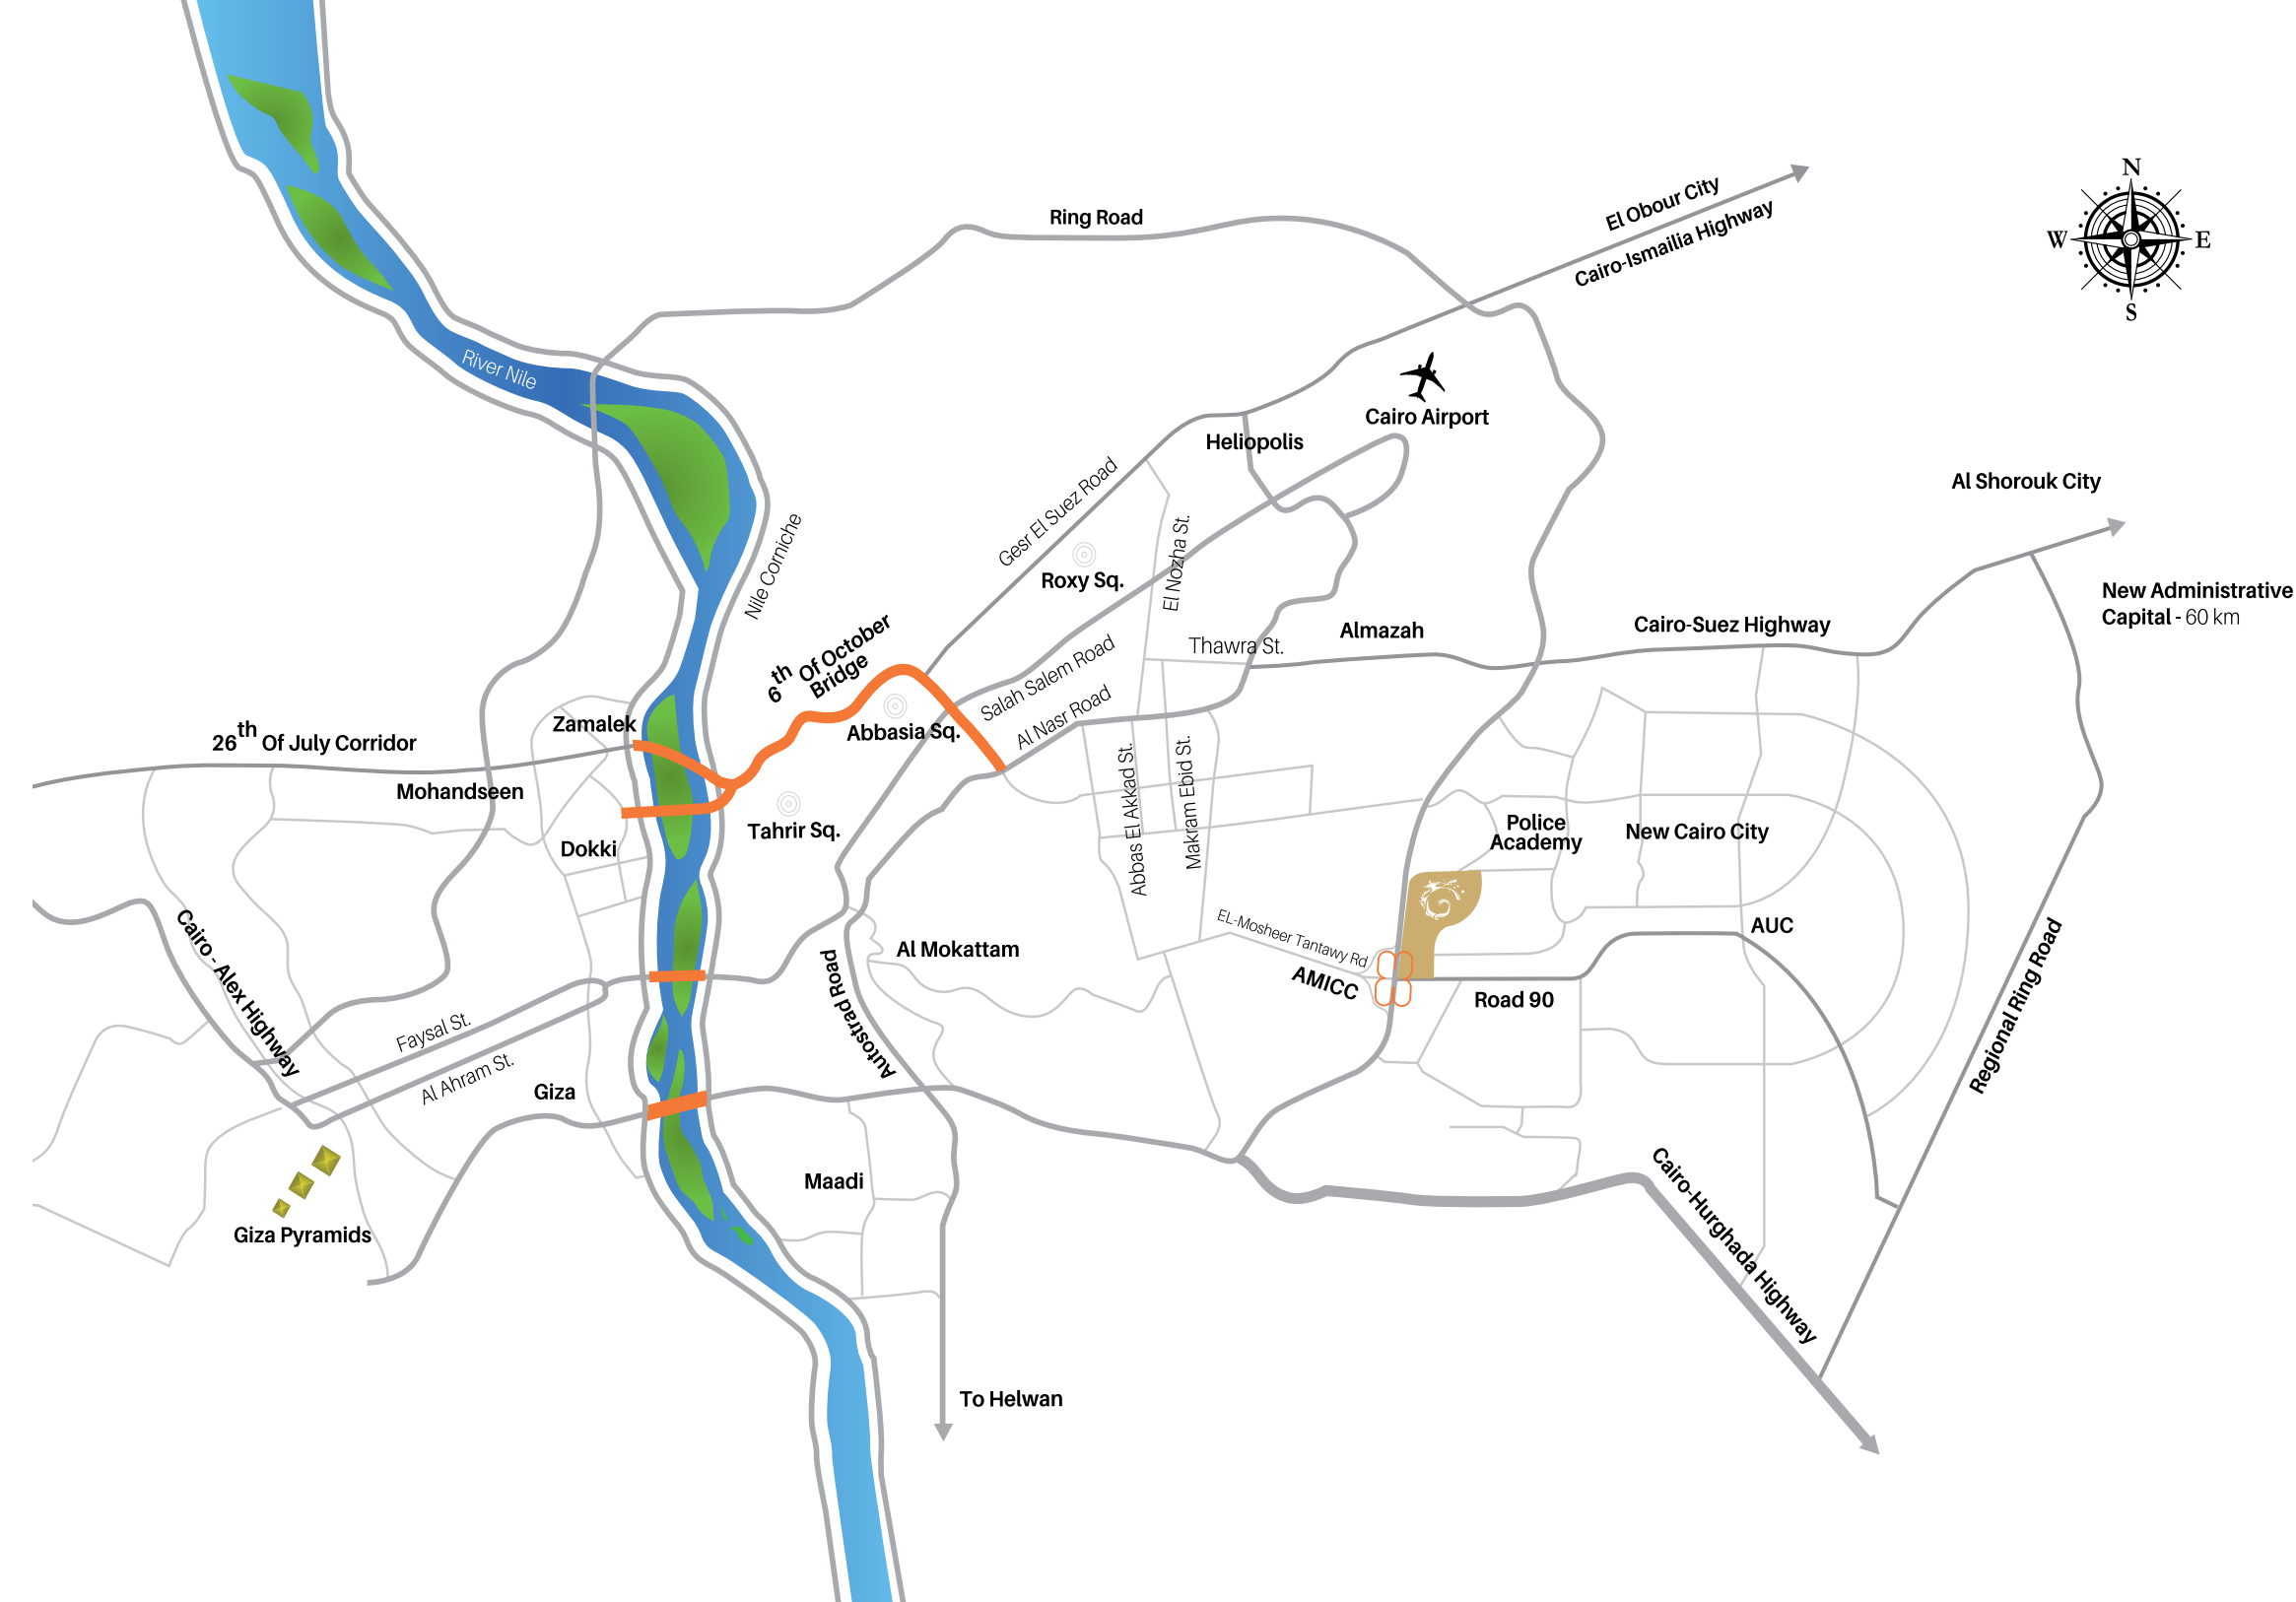 Ring Road
El Obour City
Cairo-Ismailia Highway
N
W
E
S
River Nile
Cairo Airport
Heliopolis
Gesr El Suez Road
Al Shorouk City
Nile Corniche
El Nozha St.
Roxy Sq.
New Administrative
Capital - 60 km
6th Of October
Bridge
Salah Salem Road
Thawra St.
Almazah
Cairo-Suez Highway
Al Nasr Road
Zamalek
Abbasia Sq.
26th Of July Corridor
Mohandseen
Tahrir Sq.
Dokki
Abbas El Akkad St.
Makram Ebid St.
Police
Academy
New Cairo City
Cairo - Alex Highway
Al Mokattam
EL-Mosheer Tantawy Rd
AMICC
AUC
Road 90
Autostrad Road
Regional Ring Road
Faysal St.
Al Ahram St.
Giza
Maadi
Giza Pyramids
Cairo-Hurghada Highway
To Helwan